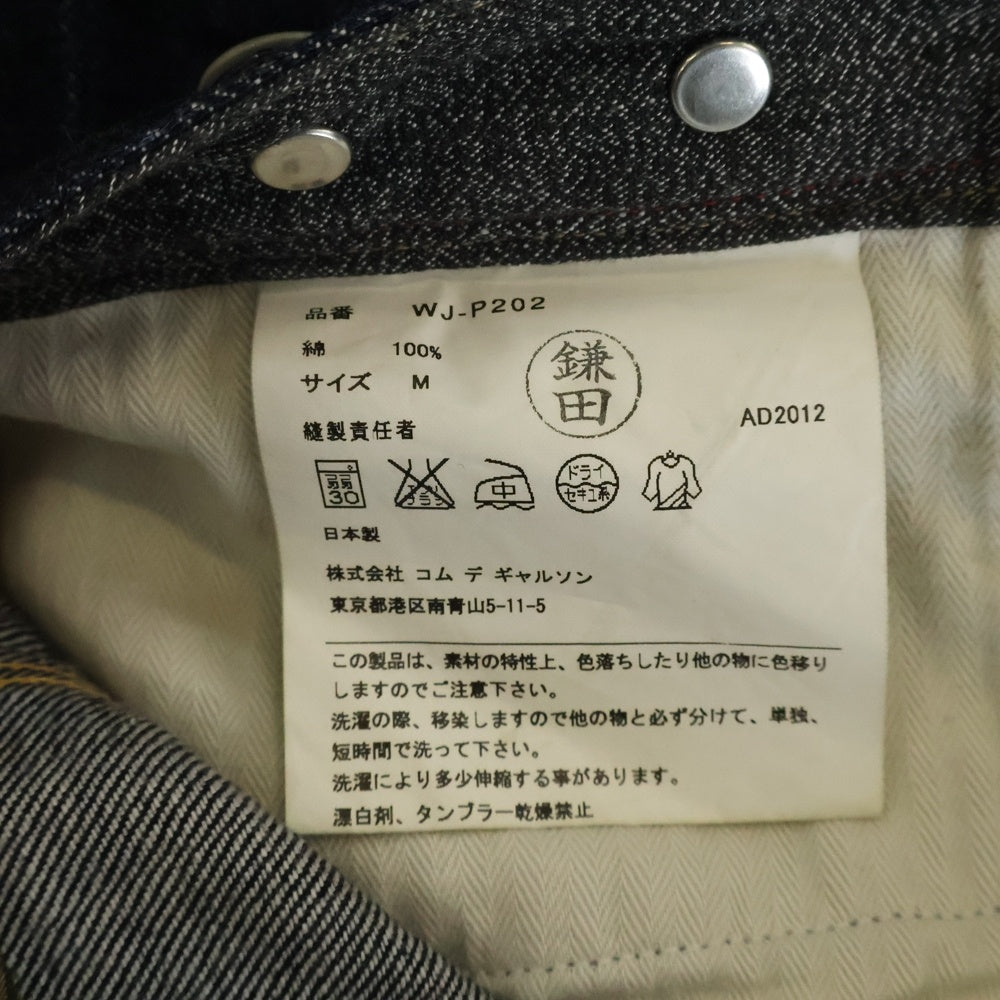 品番 WJ-P202
綿 100%
サイズ M
鎌田
AD2012
縫製責任者
弱
30
エンソ
サラシ
中
ドライ
セキユ系
日本製
株式会社 コム デ ギャルソン
東京都港区南青山5-11-5
この製品は、素材の特性上、色落ちしたり他の物に色移り
しますのでご注意下さい。
洗濯の際、移染しますので他の物と必ず分けて、単独、
短時間で洗って下さい。
洗濯により多少伸縮する事があります。
漂白剤、タンブラー乾燥禁止